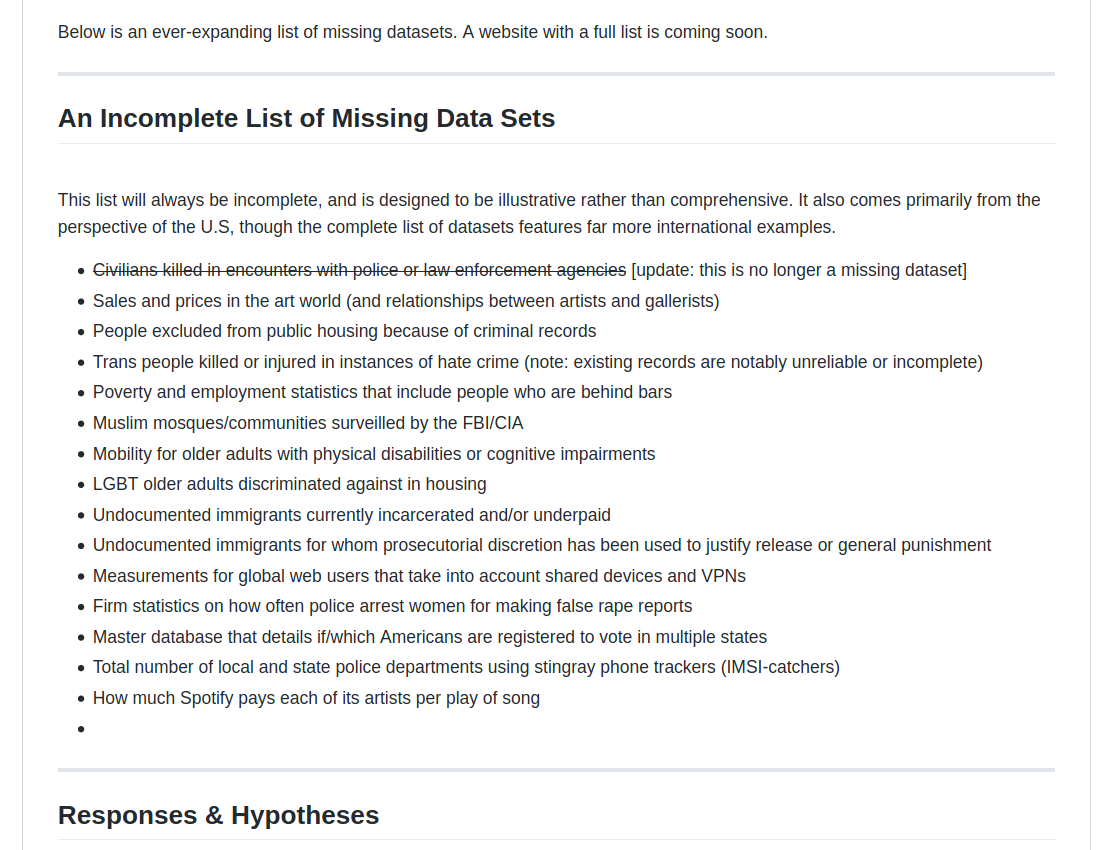 Below is an ever-expanding list of missing datasets. A website with a full list is coming soon.
An Incomplete List of Missing Data Sets
This list will always be incomplete, and is designed to be illustrative rather than comprehensive. It also comes primarily from the
perspective of the U.S, though the complete list of datasets features far more international examples.
• Civilians killed in encounters with police or law enforcement agencies [update: this is no longer a missing dataset]
• Sales and prices in the art world (and relationships between artists and gallerists)
• People excluded from public housing because of criminal records
• Trans people killed or injured in instances of hate crime (note: existing records are notably unreliable or incomplete)
• Poverty and employment statistics that include people who are behind bars
• Muslim mosques/communities surveilled by the FBI/CIA
• Mobility for older adults with physical disabilities or cognitive impairments
• LGBT older adults discriminated against in housing
• Undocumented immigrants currently incarcerated and/or underpaid
• Undocumented immigrants for whom prosecutorial discretion has been used to justify release or general punishment
• Measurements for global web users that take into account shared devices and VPNs
• Firm statistics on how often police arrest women for making false rape reports
• Master database that details if/which Americans are registered to vote in multiple states
• Total number of local and state police departments using stingray phone trackers (IMSI-catchers)
• How much Spotify pays each of its artists per play of song
•
Responses & Hypotheses